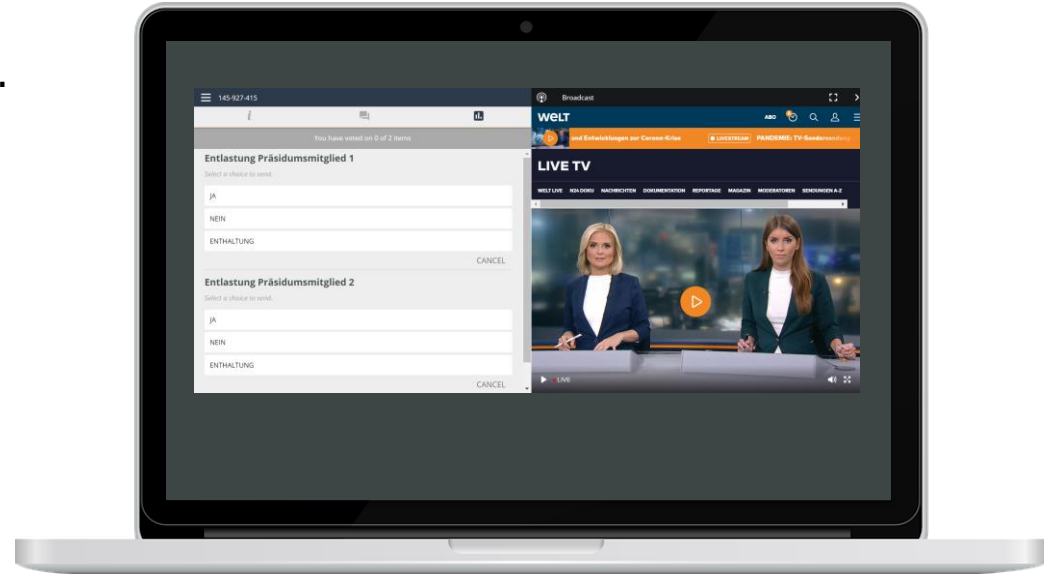 .
145-927-415
i
You have voted on 0 of 2 items
Entlastung Präsidumsmitglied 1
Select a choice to send.
JA
NEIN
ENTHALTUNG
CANCEL
Entlastung Präsidumsmitglied 2
Select a choice to send.
JA
NEIN
ENTHALTUNG
CANCEL
Broadcast
WELT
ABO
und Entwicklungen zur Corona-Krise LIVESTREAM PANDEMIE: TV-Sondersendung
LIVE TV
WELT LIVE N24 DOKU NACHRICHTEN DOKUMENTATION REPORTAGE MAGAZIN MODERATOREN SENDUNGEN A-Z
LIVE